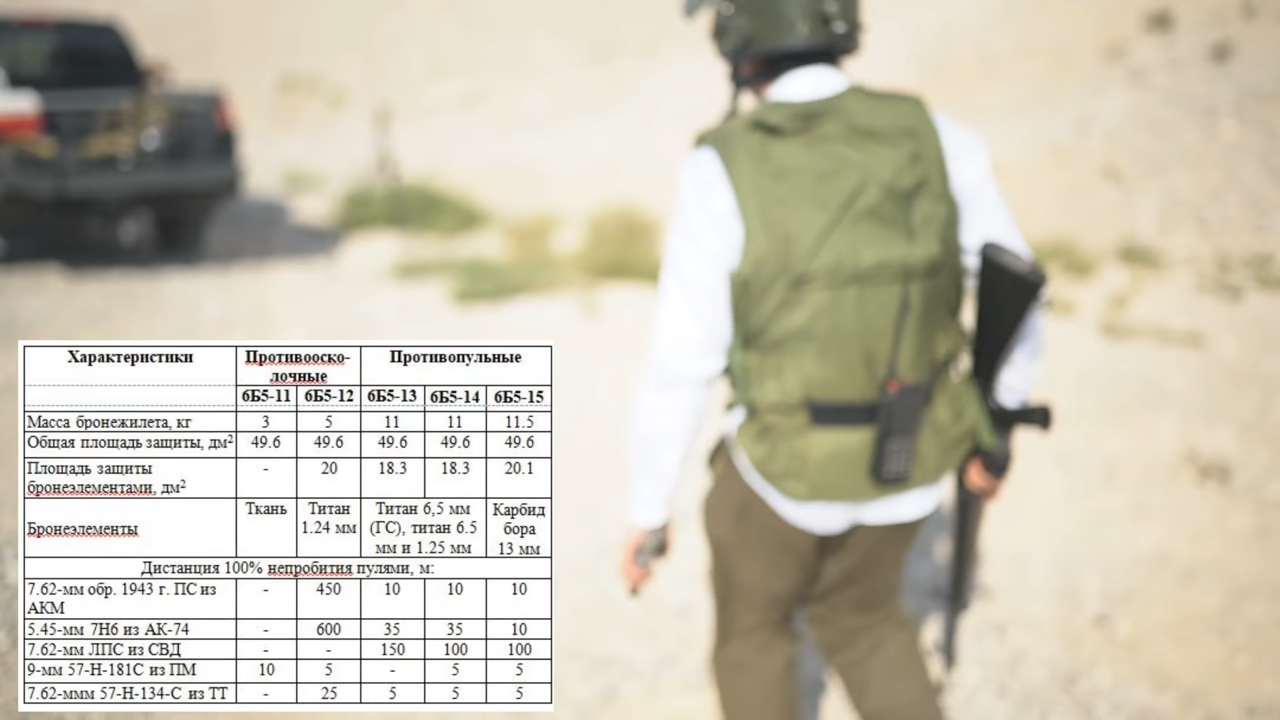 Характеристики Противооско- Противопульные
лочные
6Б5-11 6Б5-12 6Б5-13 6Б5-14 6Б5-15
Масса бронежилета, кг 3 5 11 11 11.5
Общая площадь защиты, дм2 49.6 49.6 49.6 49.6 49.6
Площадь защиты - 20 18.3 18.3 20.1
бронеэлементами, дм2
Ткань Титан Титан 6,5 мм Карбид
Бронеэлементы 1.24 мм (ГС), титан 6.5 бора
мм и 1.25 мм 13 мм
Дистанция 100% непробития пулями, м:
7.62-мм обр. 1943 г. ПС из - 450 10 10 10
АКМ
5.45-мм 7Н6 из АК-74 - 600 35 35 10
7.62-мм ЛПС из СВД - - 150 100 100
9-мм 57-Н-181С из ПМ 10 5 - 5 5
7.62-ммм 57-Н-134-С из ТТ - 25 5 5 5